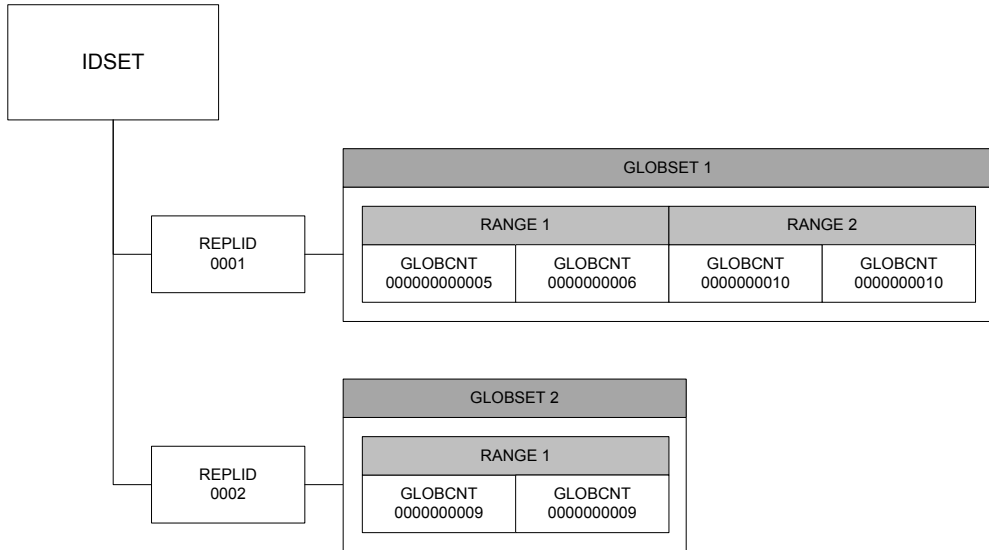 IDSET
GLOBSET 1
RANGE 1
RANGE 2
REPLID
0001
GLOBCNT
000000000005
GLOBCNT
0000000006
GLOBCNT
0000000010
GLOBCNT
0000000010
GLOBSET 2
RANGE 1
REPLID
0002
GLOBCNT
0000000009
GLOBCNT
0000000009